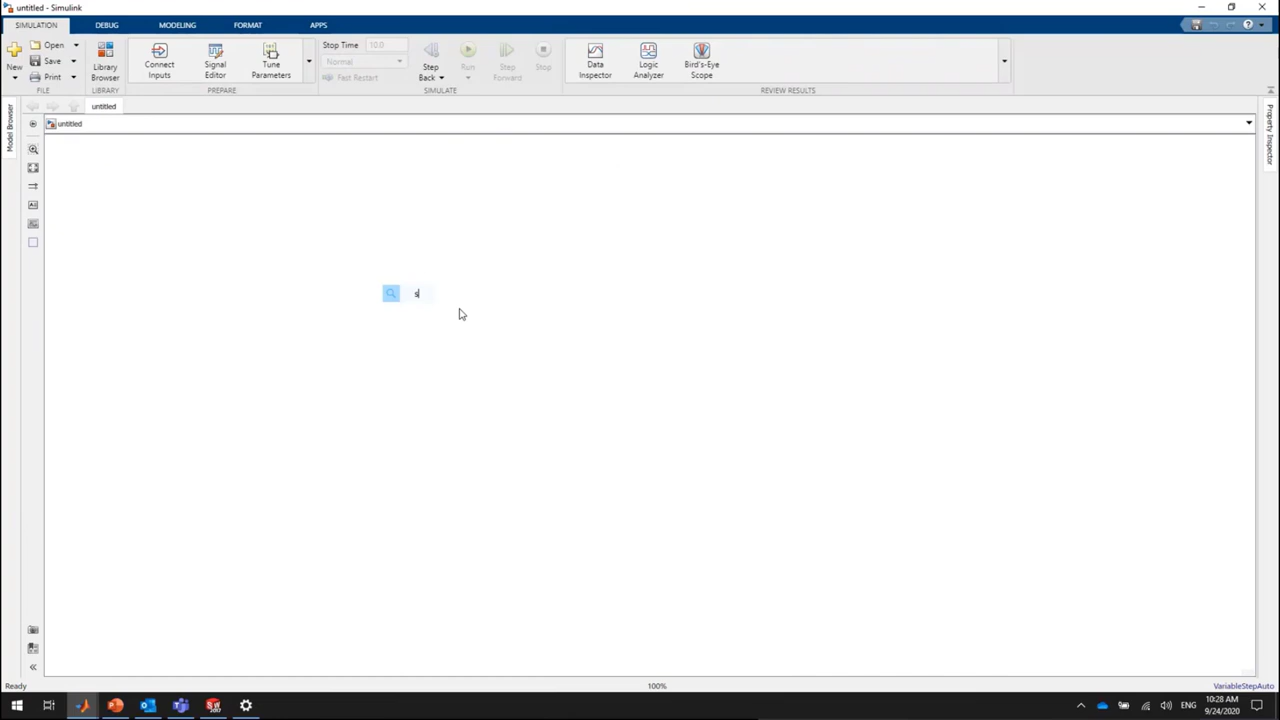 untitled - Simulink
SIMULATION
DEBUG
MODELING
FORMAT
APPS
New
Open
Save
Print
FILE
Library
Browser
LIBRARY
Connect
Inputs
Signal
Editor
Tune
Parameters
PREPARE
Stop Time
10.0
Normal
Fast Restart
Step
Back
Run
Step
Forward
Stop
SIMULATE
Data
Inspector
Logic
Analyzer
Bird's-Eye
Scope
REVIEW RESULTS
untitled
untitled
Model Browser
Property Inspector
s
Ready
100%
VariableStepAuto
ENG
10:28 AM
9/24/2020